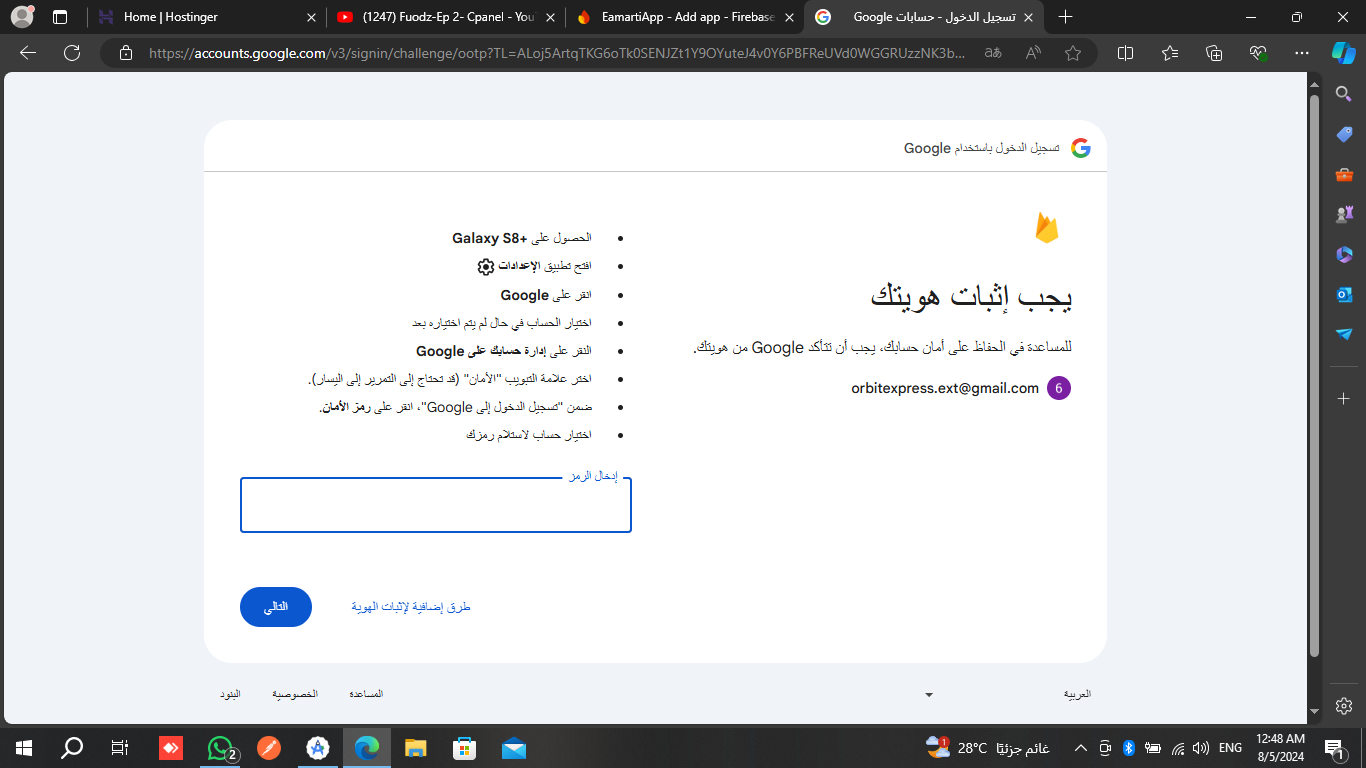 Home | Hostinger
(1247) Fuodz-Ep 2- Cpanel - You
EamartiApp - Add app - Firebase
تسجيل الدخول - حسابات Google
https://accounts.google.com/v3/signin/challenge/ootp?TL=ALoj5ArtqTKG6oTk0SENJZt1Y9OYuteJ4v0Y6PBFReUVd0WGGRUzzNK3b...
تسجيل الدخول باستخدام Google
يجب إثبات هويتك
للمساعدة في الحفاظ على أمان حسابك، يجب أن تتأكد Google من هويتك.
6 orbitexpress.ext@gmail.com
• الحصول على Galaxy S8+
• افتح تطبيق الإعدادات
• انقر على Google
• اختيار الحساب في حال لم يتم اختياره بعد
• النقر على إدارة حسابك على Google
• اختر علامة التبويب "الأمان" (قد تحتاج إلى التمرير إلى اليسار).
• ضمن "تسجيل الدخول إلى Google"، انقر على رمز الأمان.
• اختيار حساب لاستلام رمزك
إدخال الرمز
طرق إضافية لإثبات الهوية
التالي
العربية
المساعدة
الخصوصية
البنود
2
1
28°C غائم جزئيًا
ENG
12:48 AM
8/5/2024
1